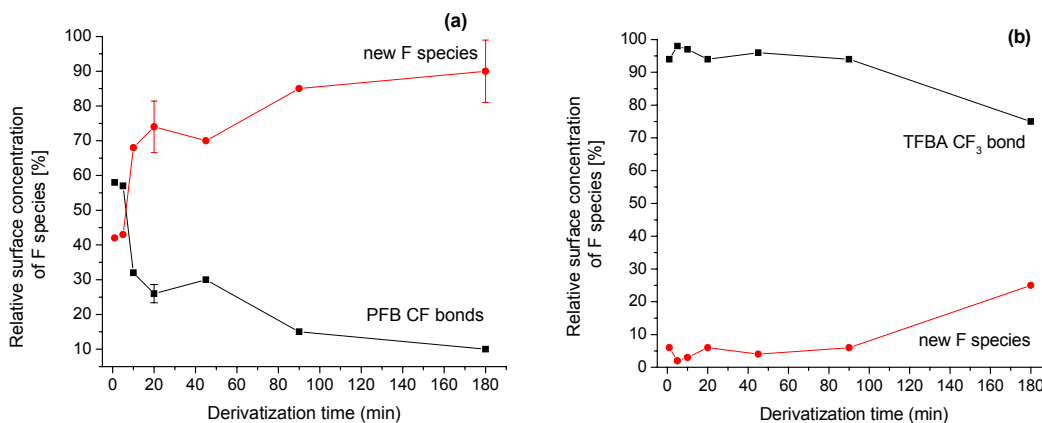 (a)
new F species
PFB CF bonds
100
90
80
70
60
50
40
30
20
10
0 20 40 60 80 100 120 140 160 180
Derivatization time (min)
Relative surface concentration
of F species [%]
(b)
TFBA CF3 bond
new F species
100
90
80
70
60
50
40
30
20
10
0
0 20 40 60 80 100 120 140 160 180
Derivatization time (min)
Relative surface concentration
of F species [%]